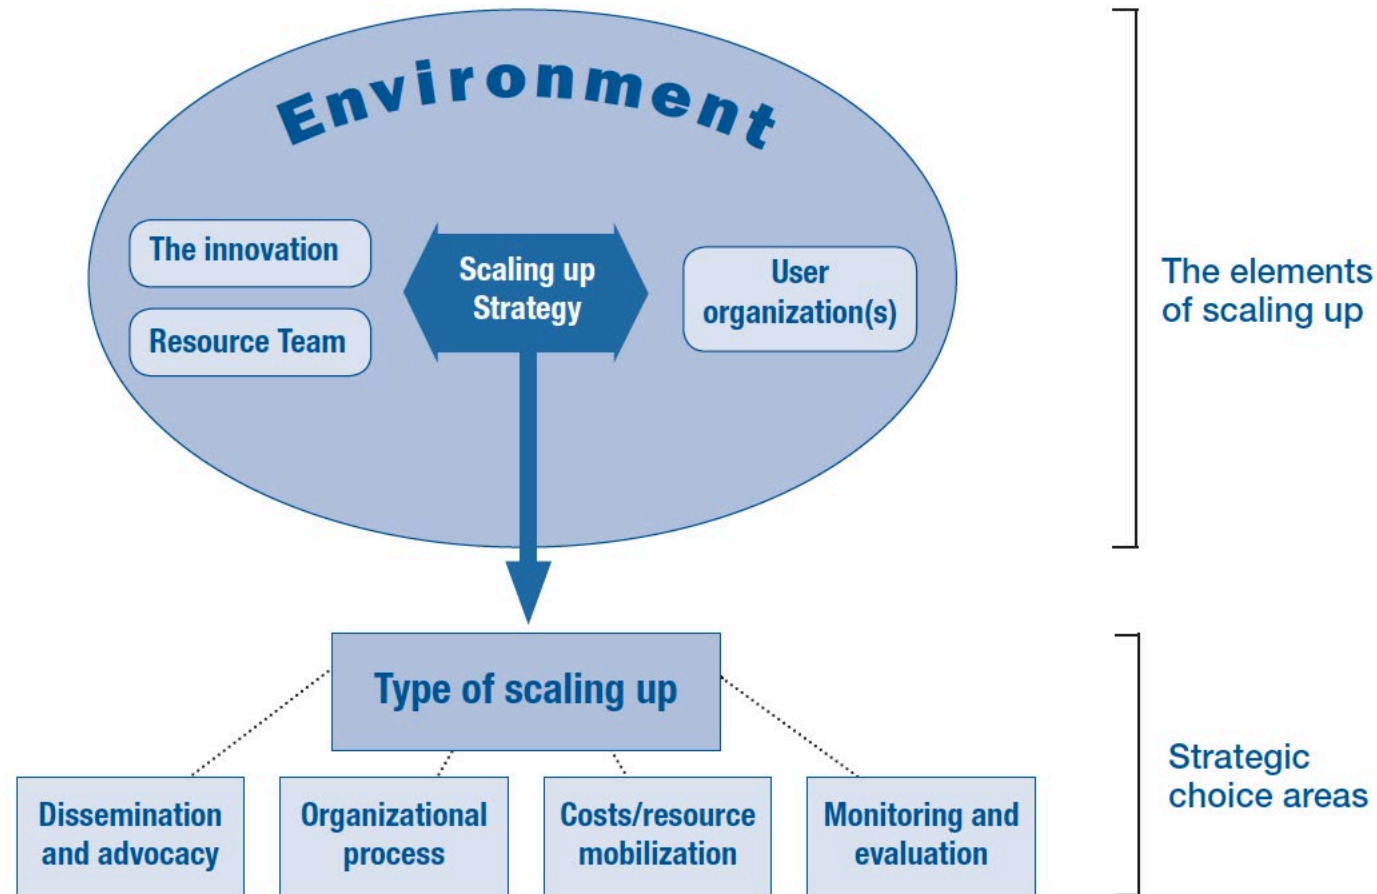 Environment
The innovation
Resource Team
Scaling up
Strategy
User
organization(s)
The elements
of scaling up
Type of scaling up
Dissemination
and advocacy
Organizational
process
Costs/resource
mobilization
Monitoring and
evaluation
Strategic
choice areas